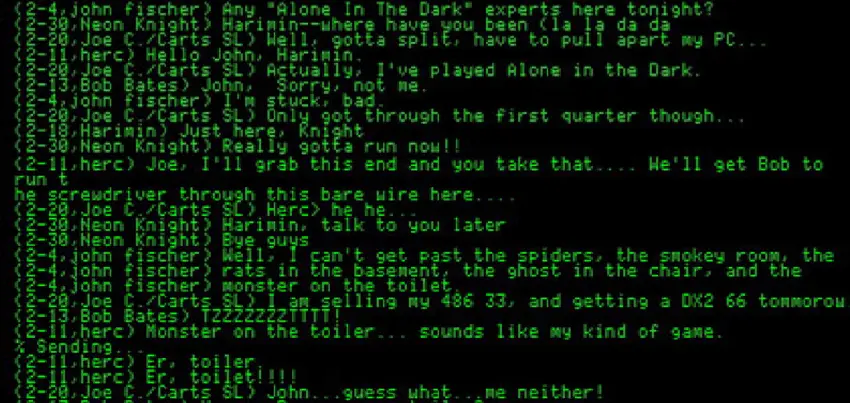 (2-4,john fischer) Any "Alone In The Dark" experts here tonight?
(2-30,Neon Knight) Harimin--where have you been (la la da da
(2-20,Joe C./Carts SL) Well, gotta split, have to pull apart my PC...
(2-11,herc) Hello John, Harimin.
(2-20,Joe C./Carts SL) Actually, I've played Alone in the Dark.
(2-13,Bob Bates) John, Sorry, not me.
(2-4,john fischer) I'm stuck, bad.
(2-20,Joe C./Carts SL) Only got through the first quarter though...
(2-18,Harimin) Just here, Knight
(2-30,Neon Knight) Really gotta run now!!
(2-11,herc) Joe, I'll grab this end and you take that.... We'll get Bob to
run t
he screwdriver through this bare wire here....
(2-20,Joe C./Carts SL) Herc> he he...
(2-30,Neon Knight) Harimin, talk to you later
(2-30,Neon Knight) Bye guys
(2-4,john fischer) Well, I can't get past the spiders, the smokey room, the
(2-4,john fischer) rats in the basement, the ghost in the chair, and the
(2-4,john fischer) monster on the toilet.
(2-20,Joe C./Carts SL) I am selling my 486 33, and getting a DX2 66 tommorow
(2-13,Bob Bates) TZZZZZZZTTTT!
(2-11,herc) Monster on the toiler... sounds like my kind of game.
% Sending...
(2-11,herc) Er, toiler.
(2-11,herc) Er, toilet!!!!
(2-20,Joe C./Carts SL) John...guess what...me neither!